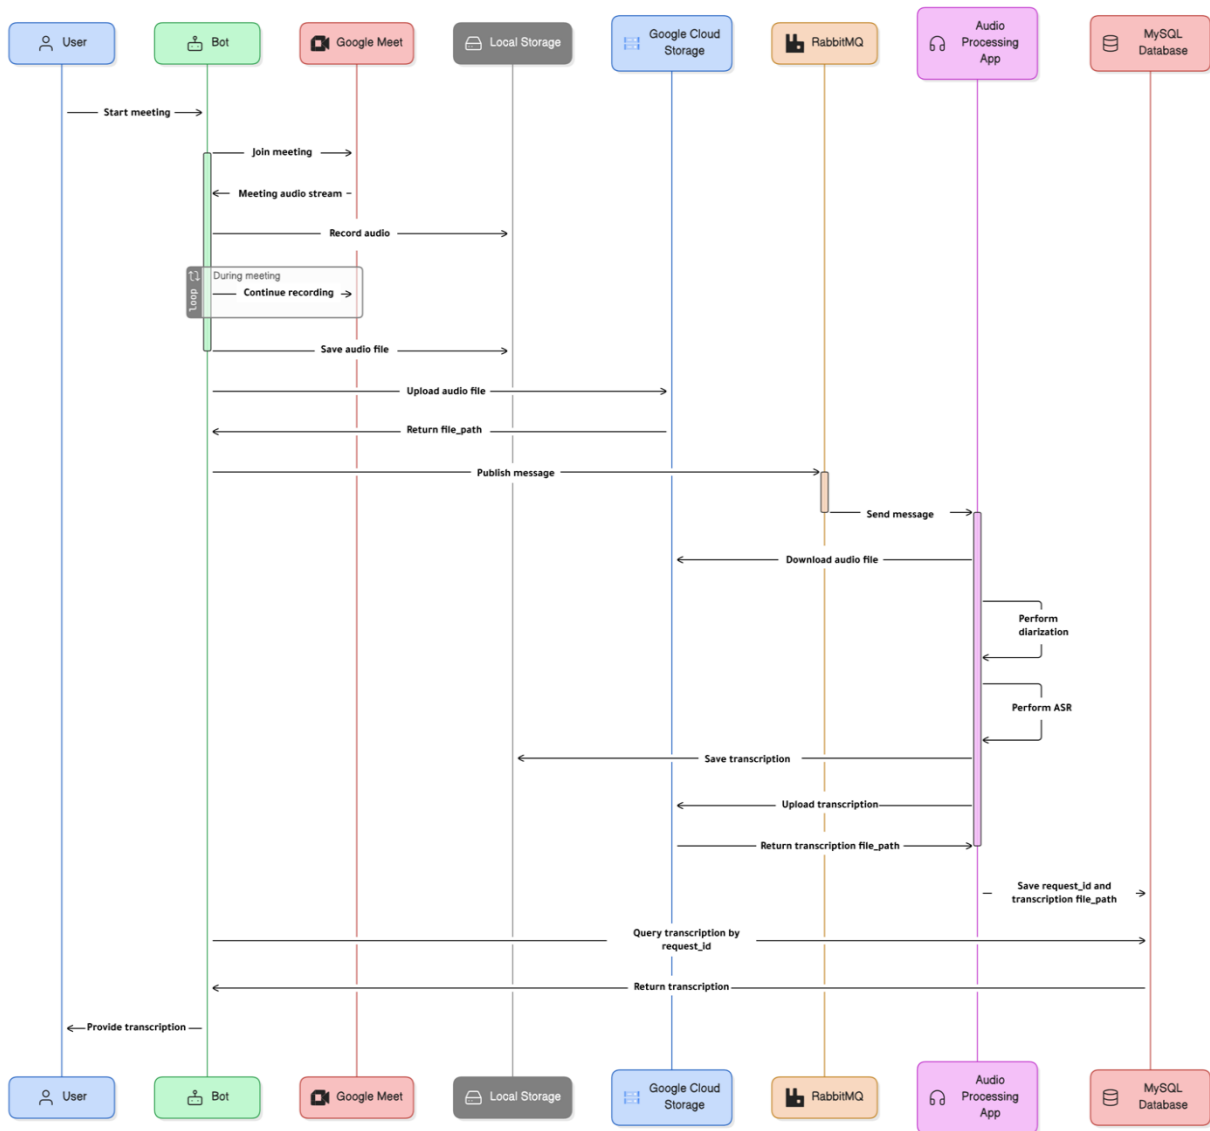 User
Bot
Google Meet
Local Storage
Google Cloud
Storage
RabbitMQ
Audio
Processing
App
MySQL
Database
Start meeting
Join meeting
Meeting audio stream
Record audio
loop
During meeting
Continue recording
Save audio file
Upload audio file
Return file_path
Publish message
Send message
Download audio file
Perform
diarization
Perform ASR
Save transcription
Upload transcription
Return transcription file_path
Save request_id and
transcription file_path
Query transcription by
request_id
Return transcription
Provide transcription
User
Bot
Google Meet
Local Storage
Google Cloud
Storage
RabbitMQ
Audio
Processing
App
MySQL
Database